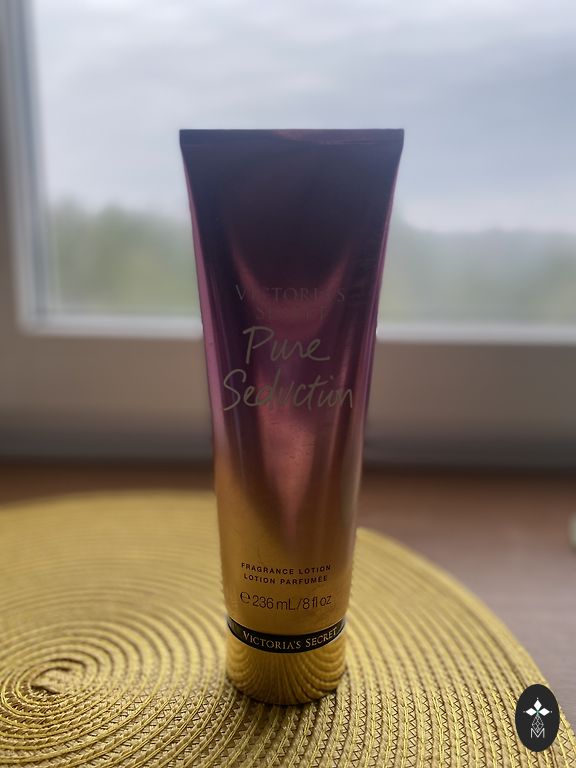 VICTORIA'S
SECRET
Pure
Seduction
FRAGRANCE LOTION
LOTION PARFUMÉE
℮ 236 mL/8 fl oz
VICTORIA'S SECRET
M